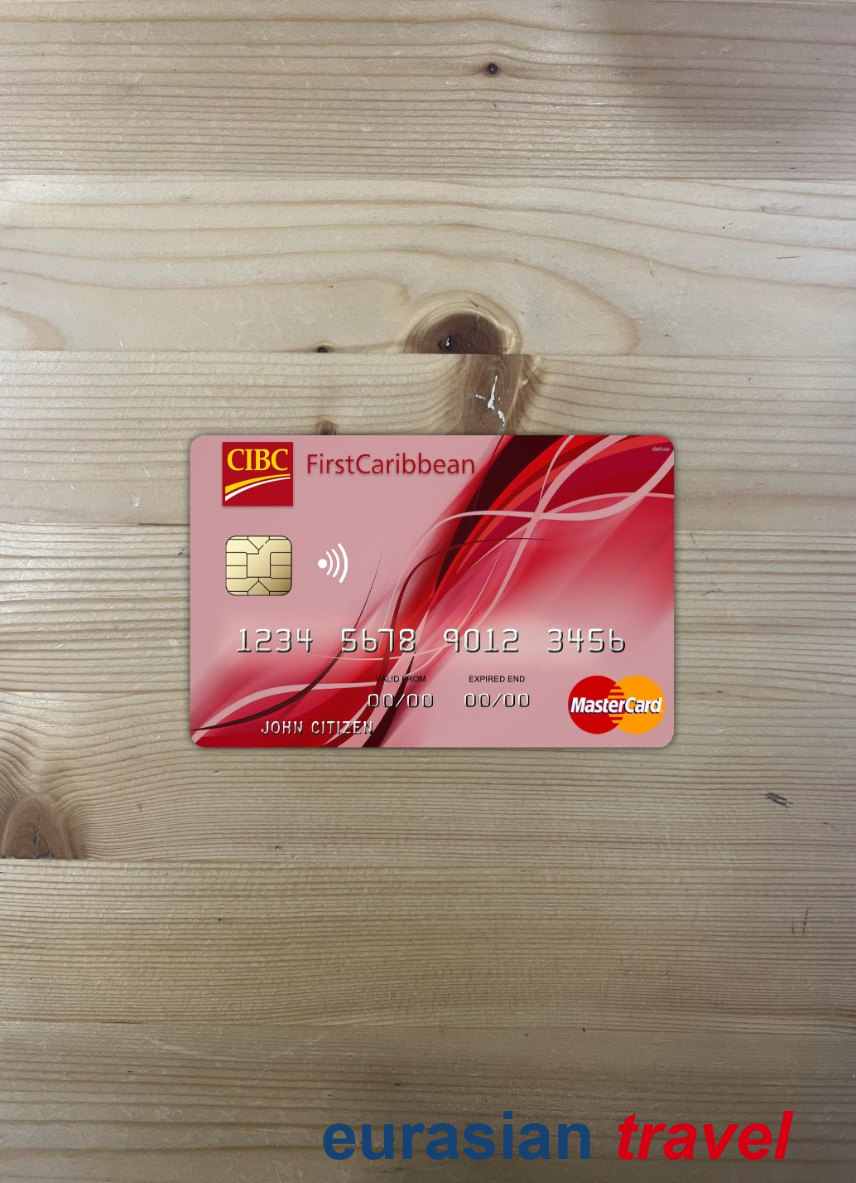 CIBC FirstCaribbean
1234 5678 9012 3456
VALID FROM EXPIRED END
00/00 00/00
JOHN CITIZEN
MasterCard
eurasian travel